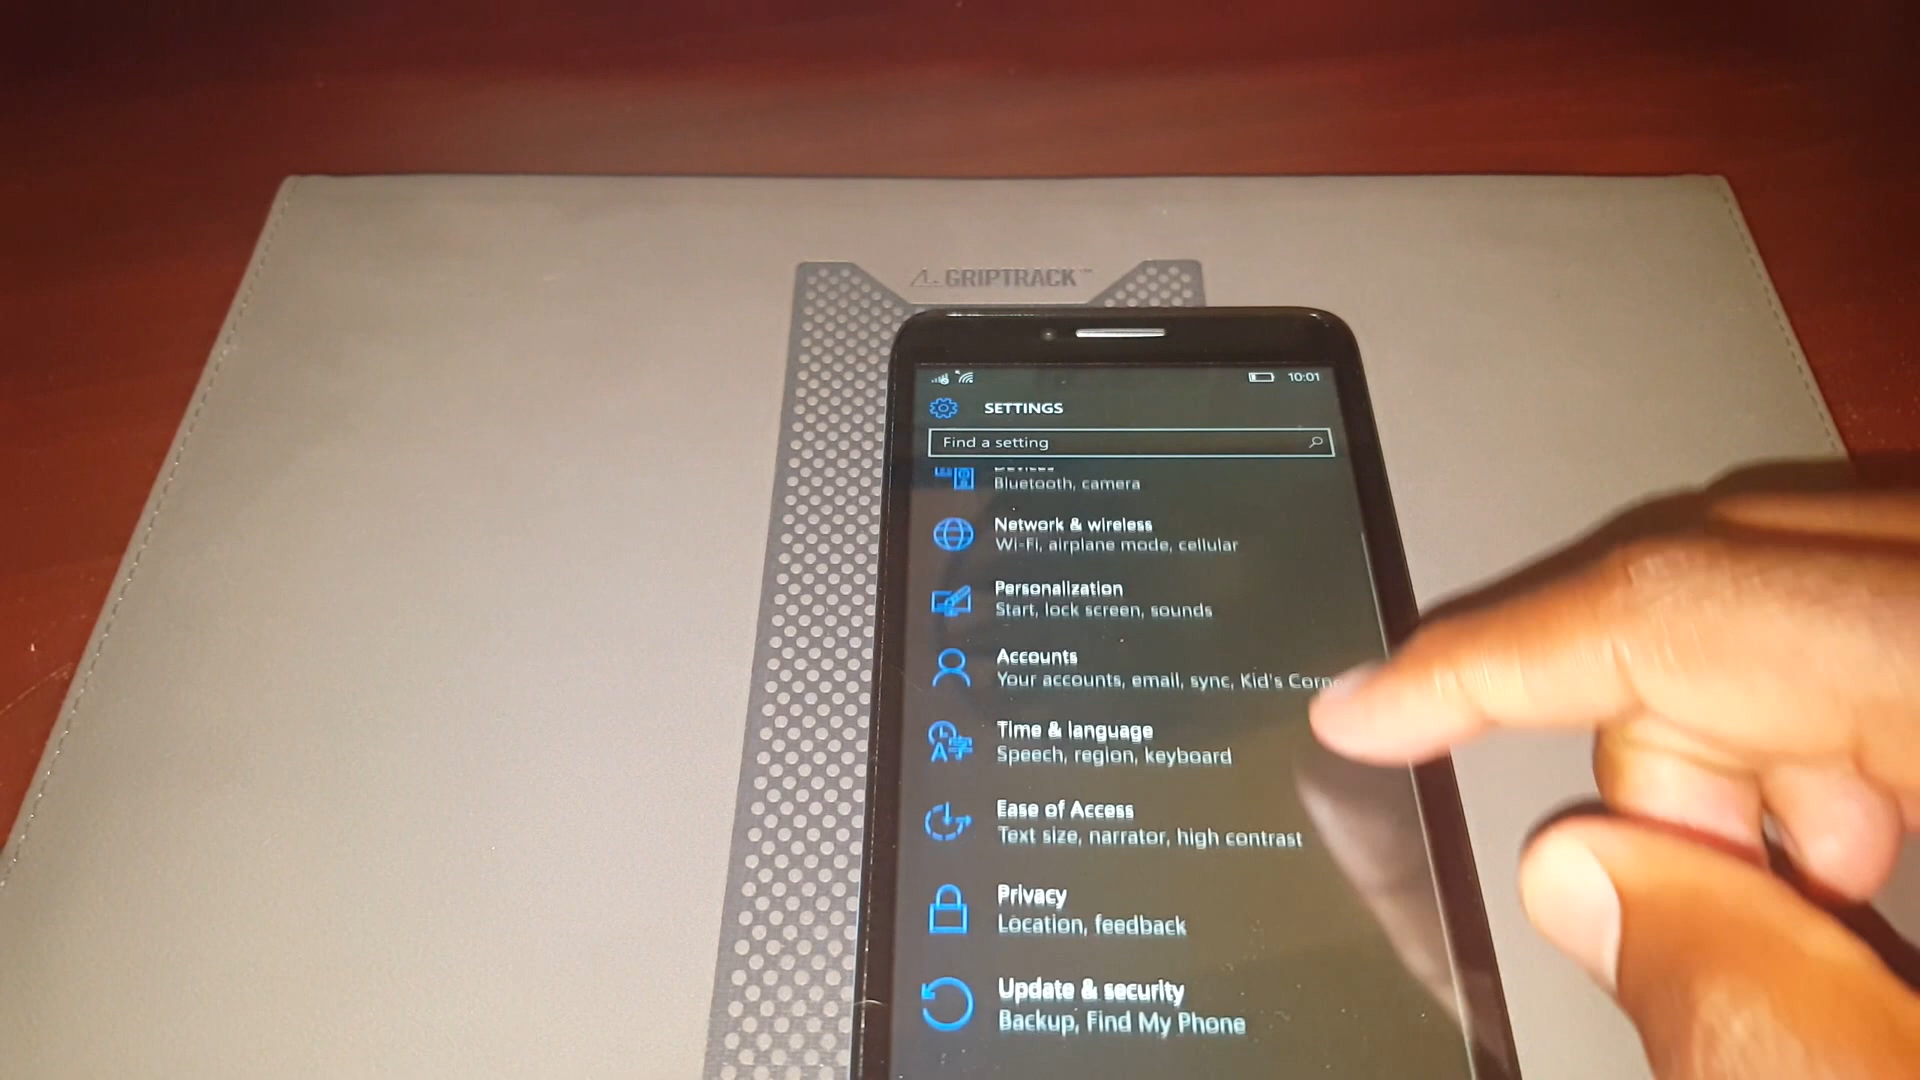 GRIPTRACK™
10:01
SETTINGS
Find a setting
Devices
Bluetooth, camera
Network & wireless
Wi-Fi, airplane mode, cellular
Personalization
Start, lock screen, sounds
Accounts
Your accounts, email, sync, Kid's
Time & language
Speech, region, keyboard
Ease of Access
Text size, narrator, high contrast
Privacy
Location, feedback
Update & security
Backup, Find My Phone